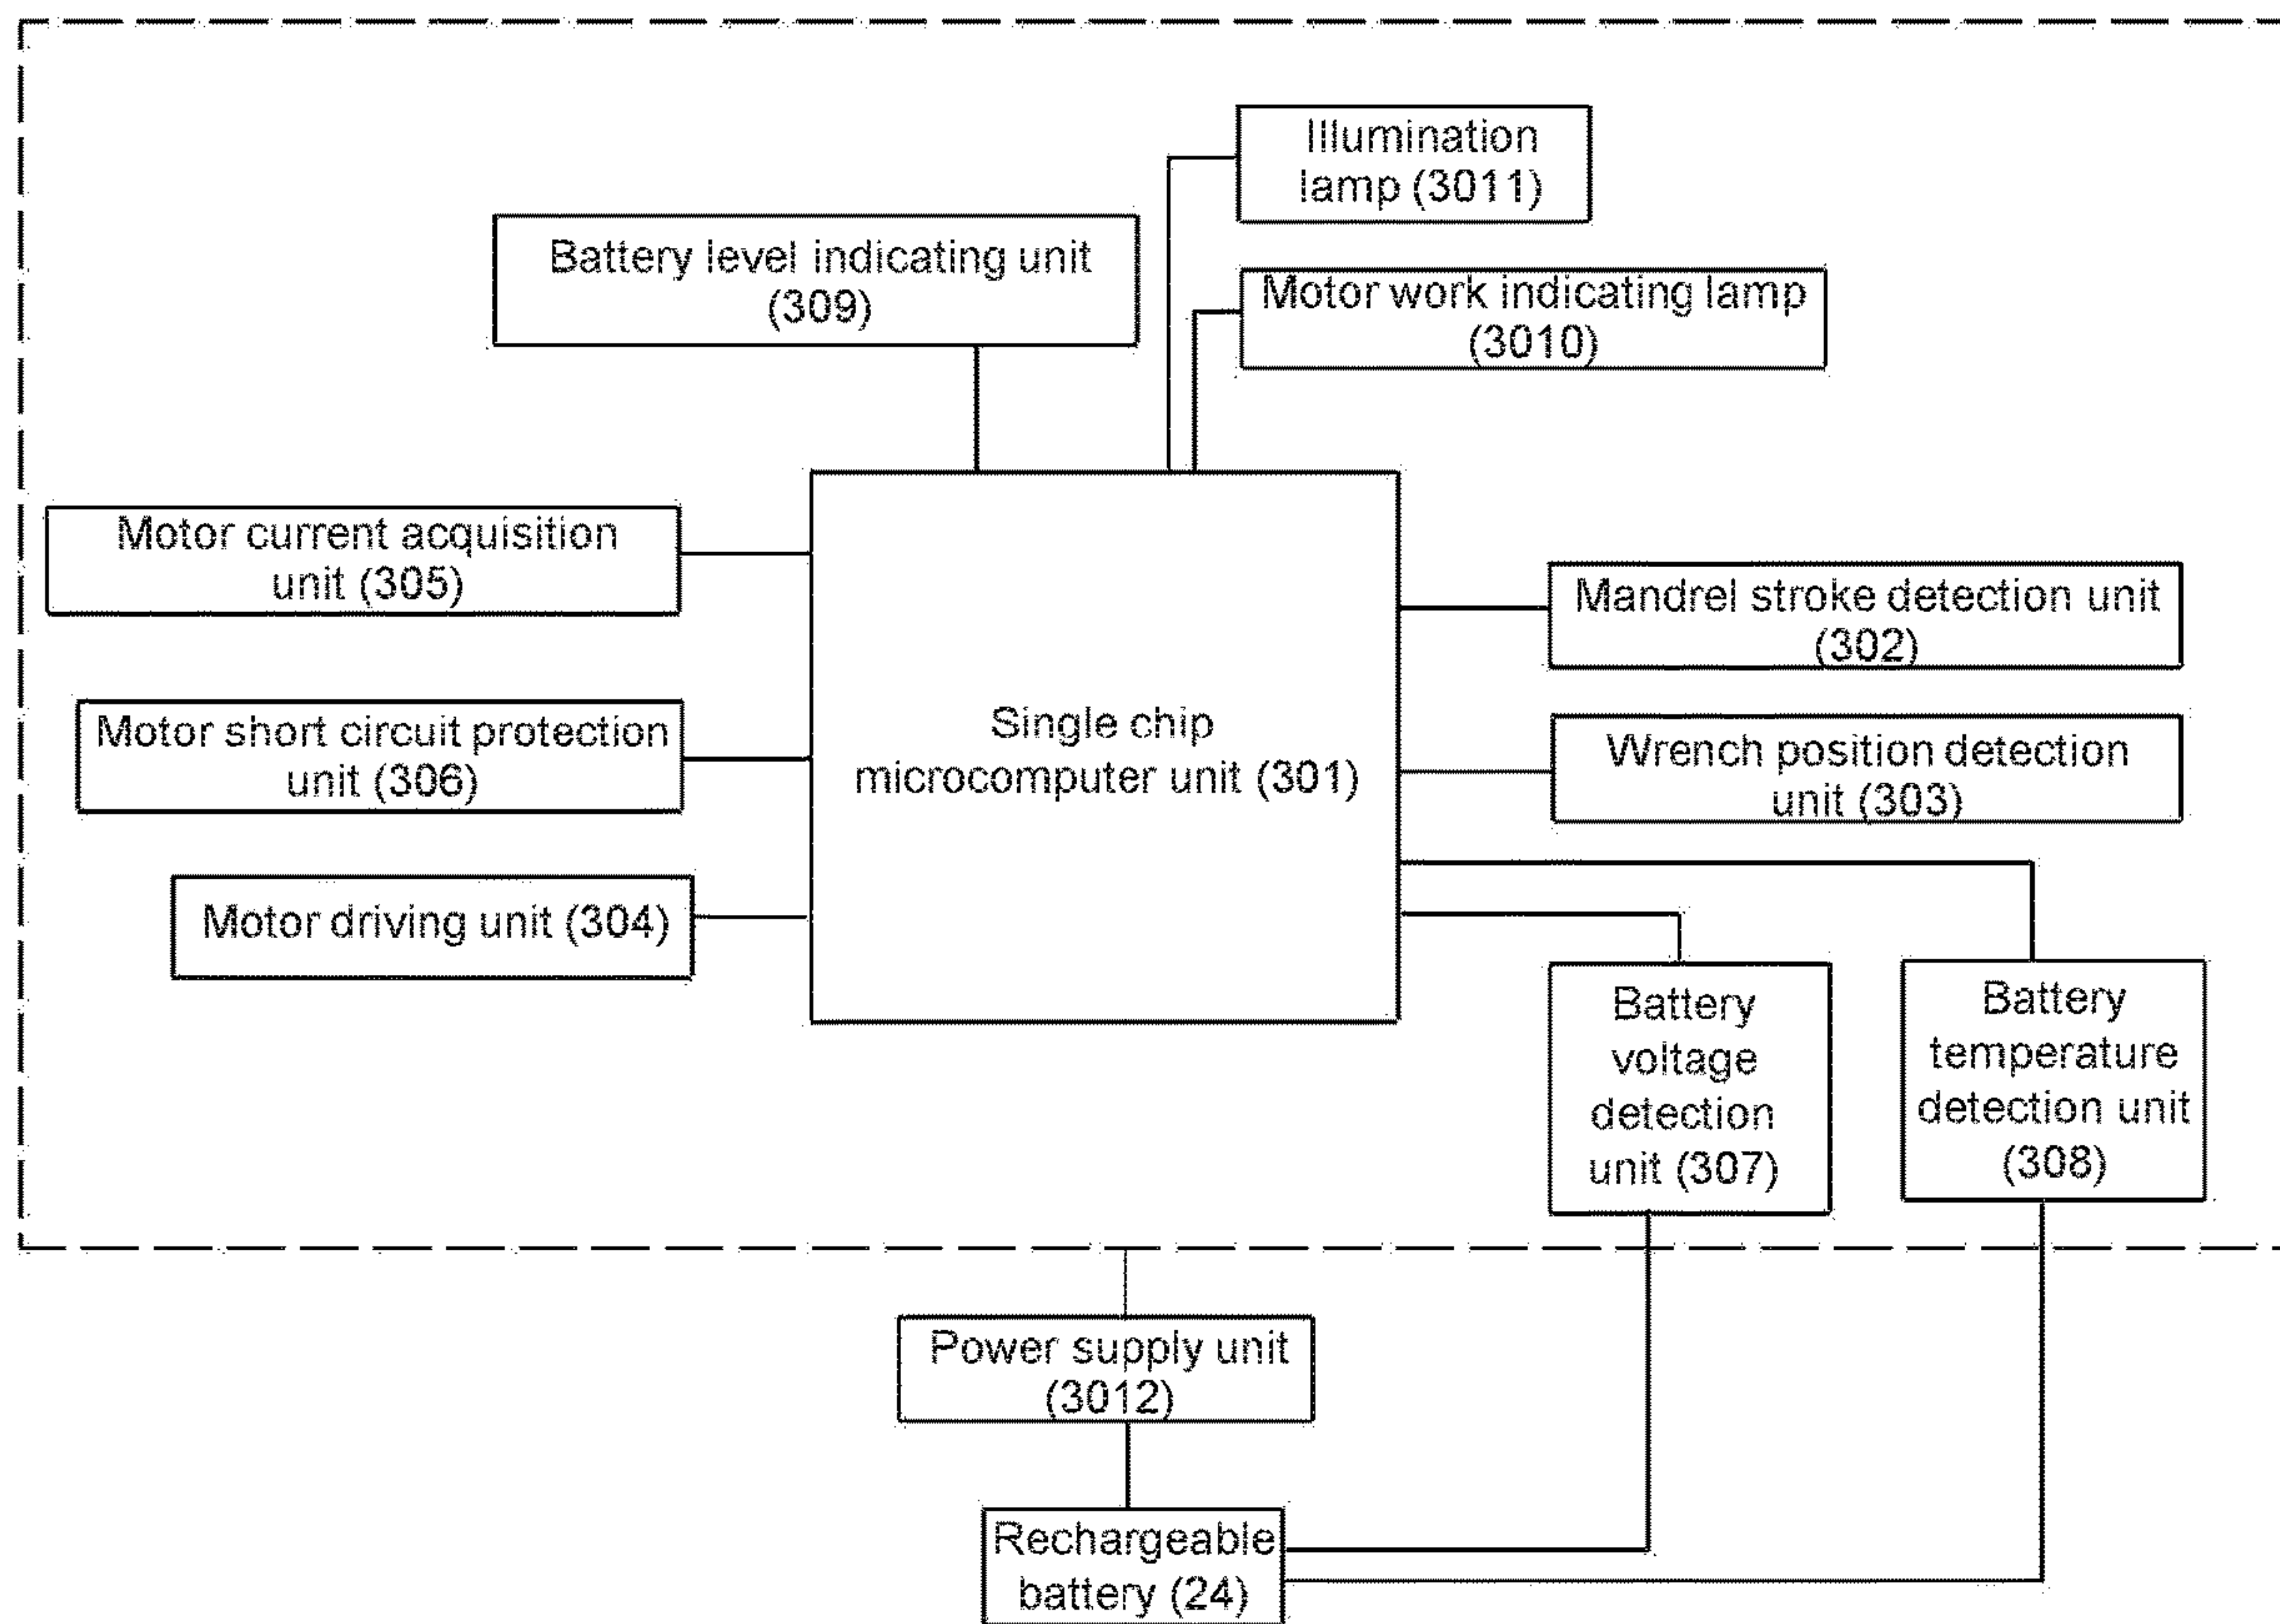 Illumination
lamp (3011)
Battery level indicating unit
(309)
Motor work indicating lamp
(3010)
Motor current acquisition
unit (305)
Mandrel stroke detection unit
(302)
Motor short circuit protection
unit (306)
Single chip
microcomputer unit (301)
Wrench position detection
unit (303)
Motor driving unit (304)
Battery
voltage
detection
unit (307)
Battery
temperature
detection unit
(308)
Power supply unit
(3012)
Rechargeable
battery (24)